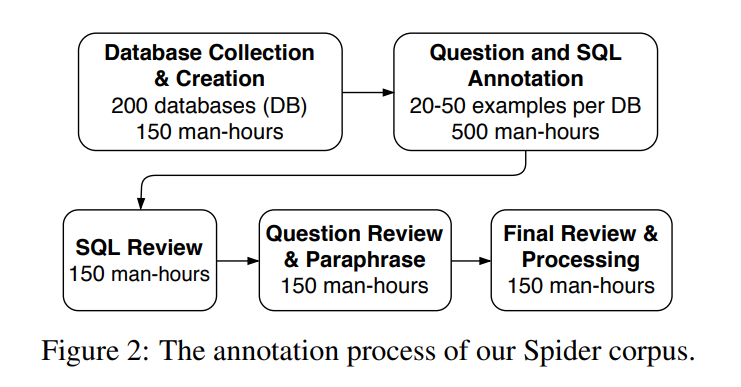 Database Collection
& Creation
200 databases (DB)
150 man-hours
Question and SQL
Annotation
20-50 examples per DB
500 man-hours
SQL Review
150 man-hours
Question Review
& Paraphrase
150 man-hours
Final Review &
Processing
150 man-hours
Figure 2: The annotation process of our Spider corpus.